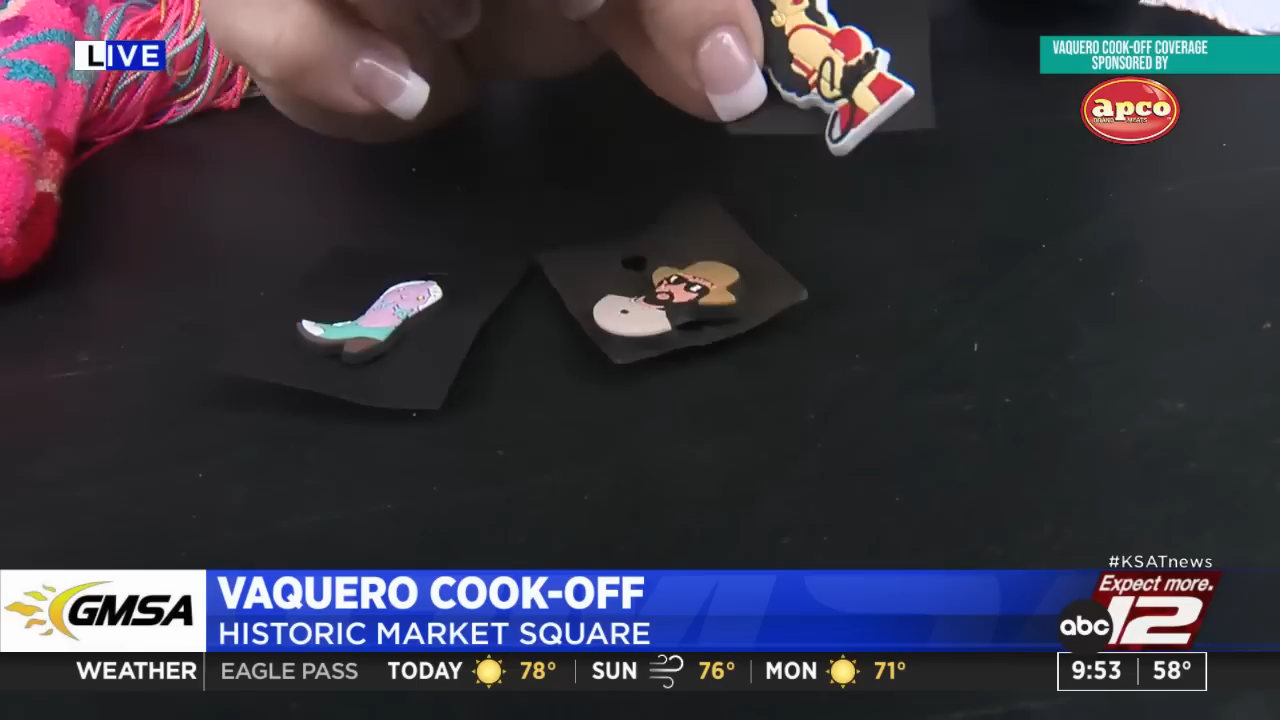 LIVE
VAQUERO COOK-OFF COVERAGE
SPONSORED BY
apco
#KSATnews
Expect more.
abc 12
GMSA
VAQUERO COOK-OFF
HISTORIC MARKET SQUARE
WEATHER EAGLE PASS TODAY 78° SUN 76° MON 71°
9:53 58°